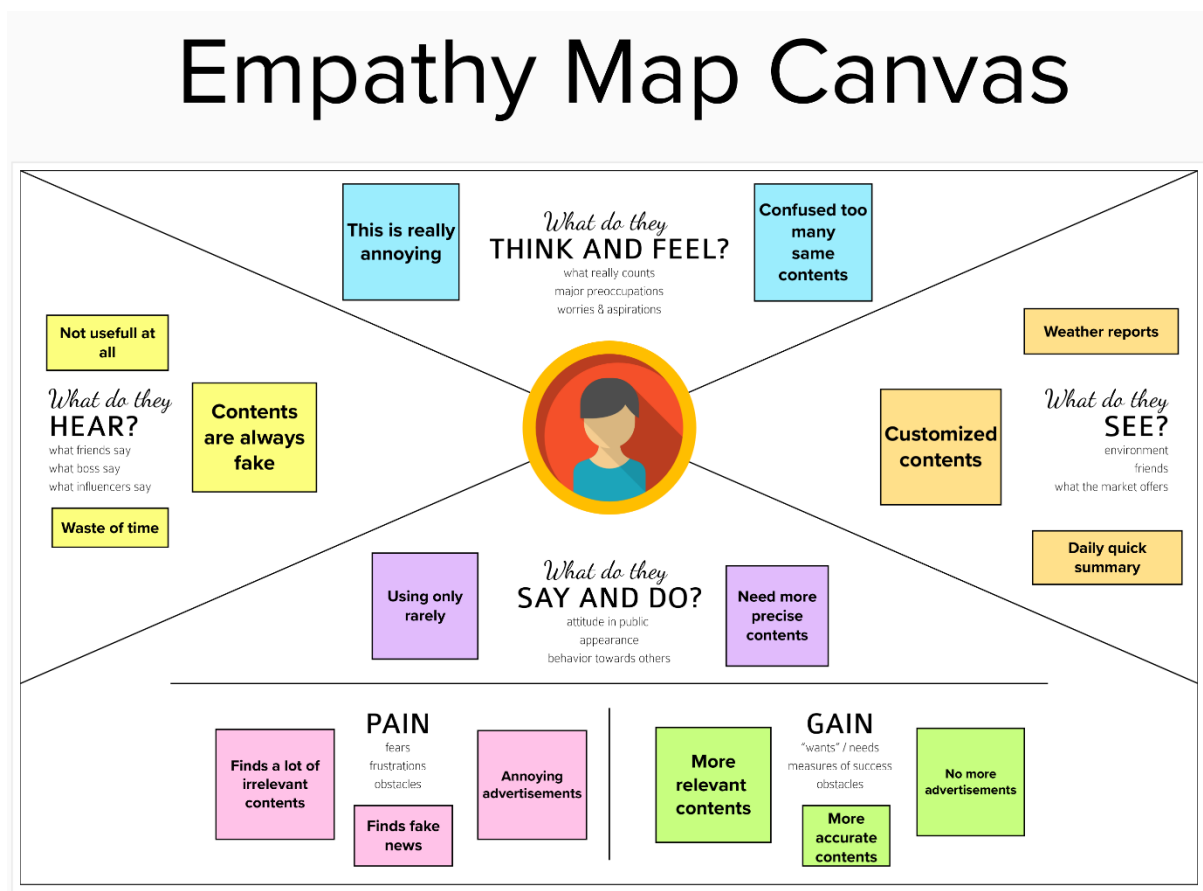 Empathy Map Canvas
This is really
annoying
What do they
THINK AND FEEL?
what really counts
major preoccupations
worries & aspirations
Confused too
many
same
contents
Not usefull at
all
What do they
HEAR?
what friends say
what boss say
what influencers say
Contents
are always
fake
Waste of time
Weather reports
Customized
contents
What do they
SEE?
environment
friends
what the market offers
Daily quick
summary
Using only
rarely
What do they
SAY AND DO?
attitude in public
appearance
behavior towards others
Need more
precise
contents
PAIN
fears
frustrations
obstacles
Finds a lot of
irrelevant
contents
Annoying
advertisements
Finds fake
news
GAIN
"wants" / needs
measures of success
obstacles
More
relevant
contents
No more
advertisements
More
accurate
contents